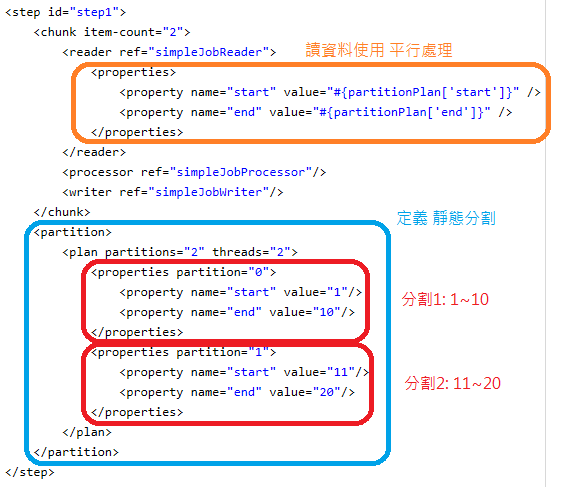 <step id="step1">
<chunk item-count="2">
<reader ref="simpleJobReader"> 讀資料使用 平行處理
<properties>
<property name="start" value="#{partitionPlan['start']}" />
<property name="end" value="#{partitionPlan['end']}" />
</properties>
</reader>
<processor ref="simpleJobProcessor"/>
<writer ref="simpleJobWriter"/>
</chunk>
定義 靜態分割
<partition>
<plan partitions="2" threads="2">
<properties partition="0">
<property name="start" value="1"/>
分割1: 1~10
<property name="end" value="10"/>
</properties>
<properties partition="1">
<property name="start" value="11"/>
分割2: 11~20
<property name="end" value="20"/>
</properties>
</plan>
</partition>
</step>